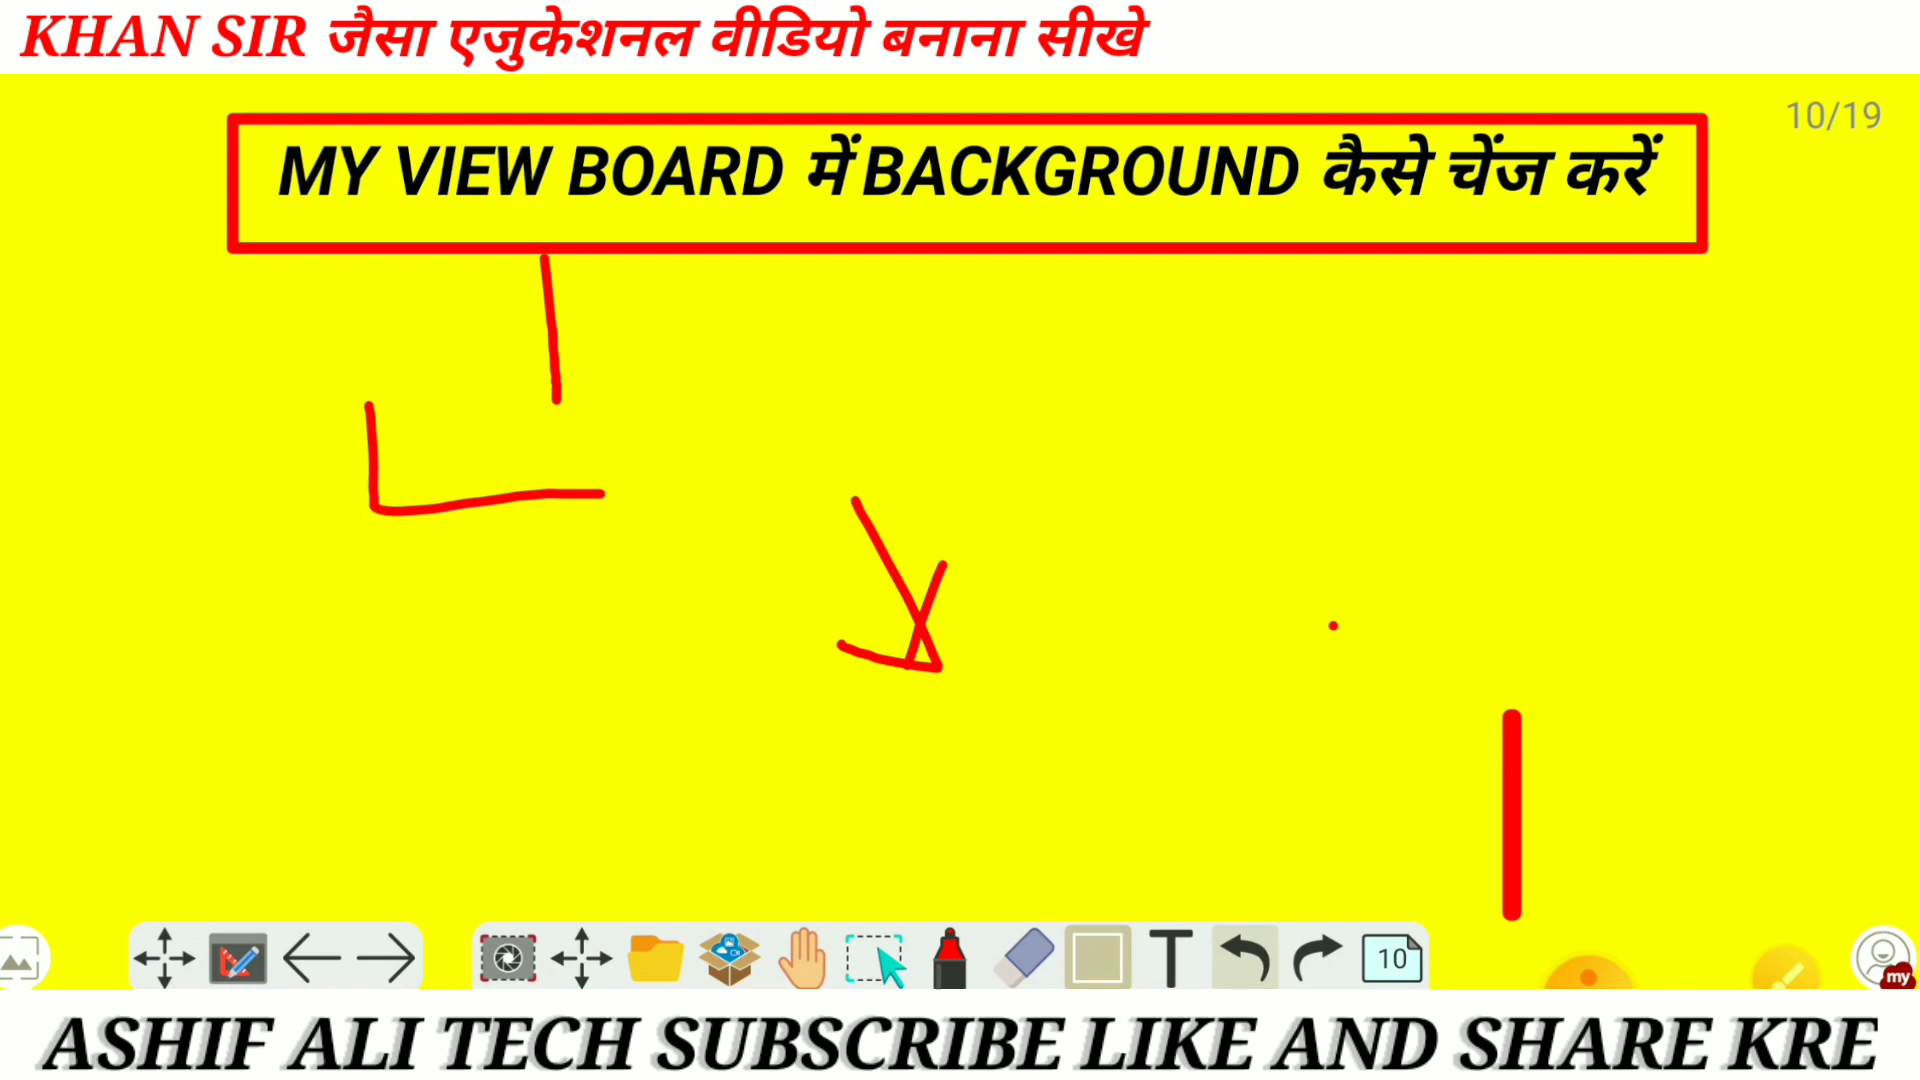 KHAN SIR जैसा एजुकेशनल वीडियो बनाना सीखे
10/19
MY VIEW BOARD में BACKGROUND कैसे चेंज करें
T
10
my
ASHIF ALI TECH SUBSCRIBE LIKE AND SHARE KRE